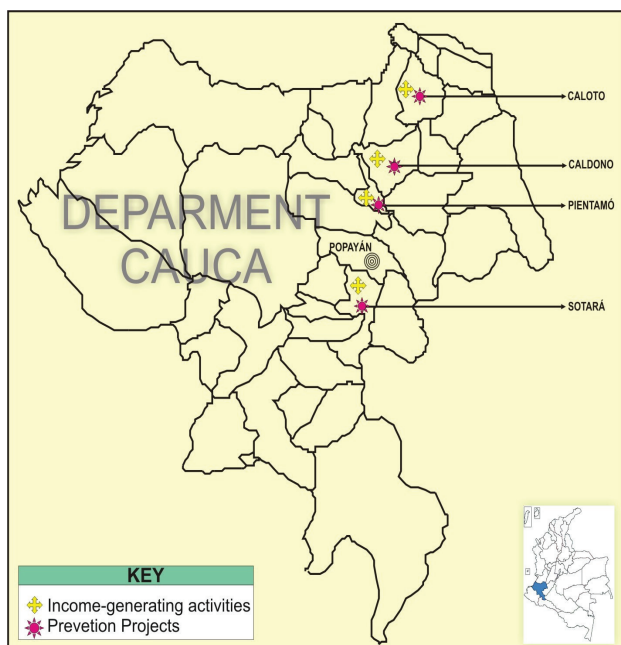 CALOTO
CALDONO
PIENTAMÓ
DEPARMENT
CAUCA
POPAYÁN
SOTARÁ
KEY
Income-generating activities
Prevetion Projects